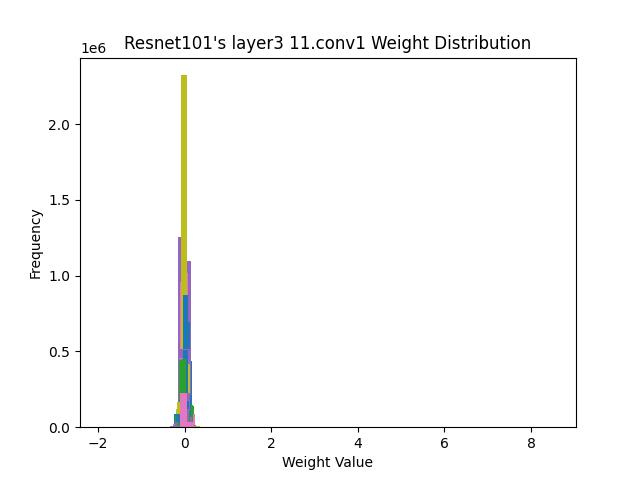 Resnet101's layer3 11.conv1 Weight Distribution
1e6
2.0
1.5
1.0
0.5
0.0
Frequency
−2 0 2 4 6 8
Weight Value